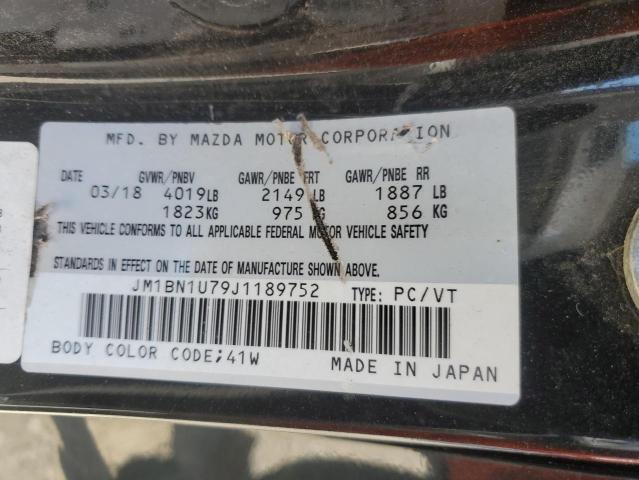 MFD. BY MAZDA MOTOR CORPORATION
DATE GVWR/PNBV GAWR/PNBE FRT GAWR/PNBE RR
03/18 4019LB 2149 LB 1887 LB
1823KG 975 KG 856 KG
THIS VEHICLE CONFORMS TO ALL APPLICABLE FEDERAL MOTOR VEHICLE SAFETY
STANDARDS IN EFFECT ON THE DATE OF MANUFACTURE SHOWN ABOVE.
JM1BN1U79J1189752 TYPE: PC/VT
BODY COLOR CODE;41W MADE IN JAPAN